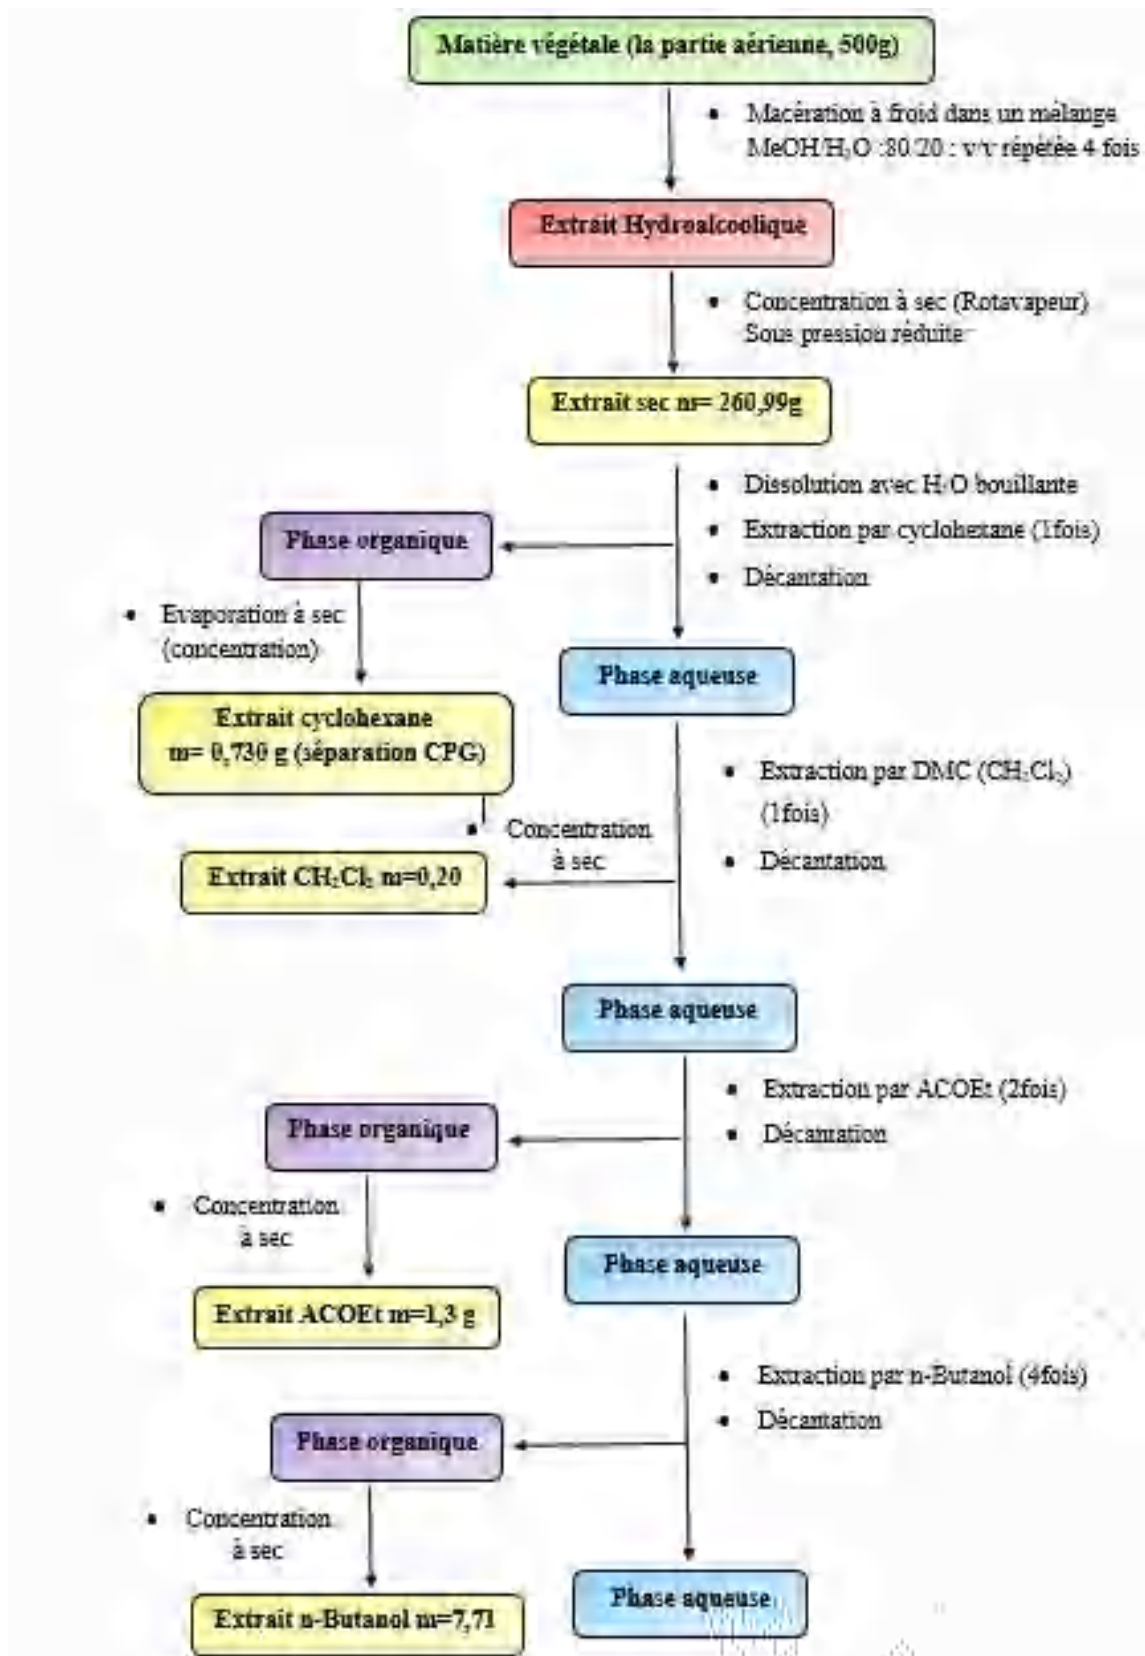 Matière végétale (la partie aérienne, 500g)
• Macération à froid dans un mélange
MeOH/H₂O :80/20 : v/v répétée 4 fois
Extrait Hydroalcoolique
• Concentration à sec (Rotavapeur)
Sous pression réduite
Extrait sec m= 260,99g
• Dissolution avec H₂O bouillante
• Extraction par cyclohexane (1fois)
• Décantation
Phase organique
• Evaporation à sec
(concentration)
Phase aqueuse
Extrait cyclohexane
m= 0,730 g (séparation CPG)
• Extraction par DMC (CH₂Cl₂)
(1fois)
• Décantation
• Concentration
à sec
Extrait CH₂Cl₂ m=0,20
Phase aqueuse
• Extraction par ACOEt (2fois)
• Décantation
Phase organique
• Concentration
à sec
Phase aqueuse
Extrait ACOEt m=1,3 g
• Extraction par n-Butanol (4fois)
• Décantation
Phase organique
• Concentration
à sec
Phase aqueuse
Extrait n-Butanol m=7,71